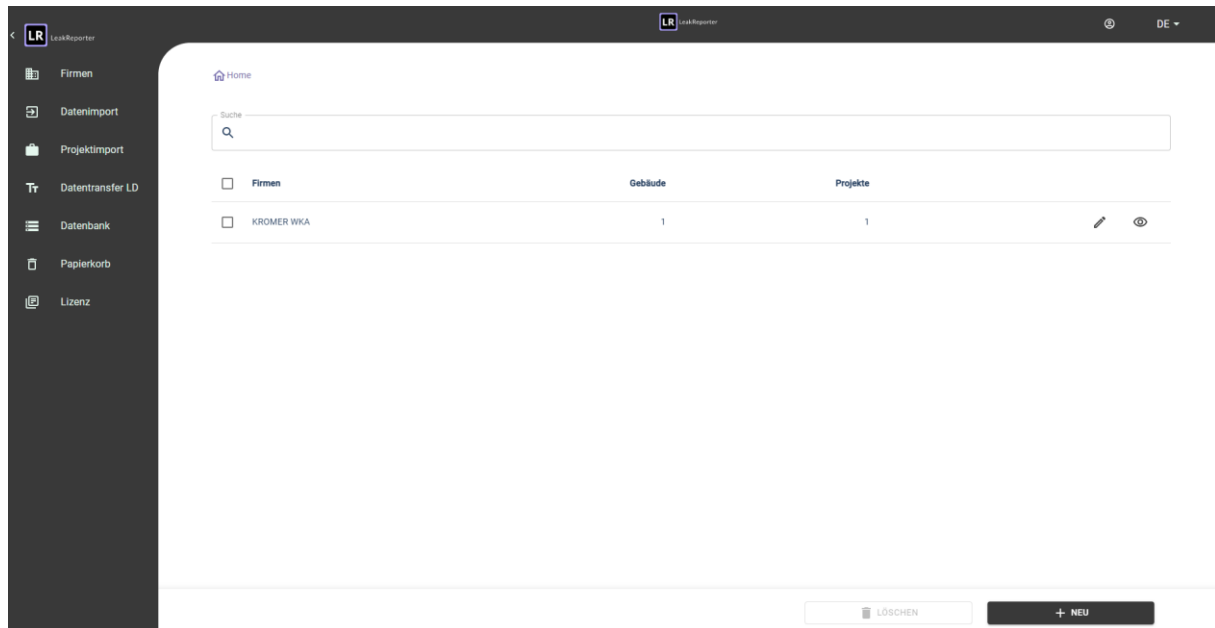 LR LeakReporter
LR LeakReporter
DE
Firmen
Datenimport
Projektimport
Datentransfer LD
Datenbank
Papierkorb
Lizenz
Home
Suche
Firmen Gebäude Projekte
KROMER WKA 1 1
LÖSCHEN + NEU